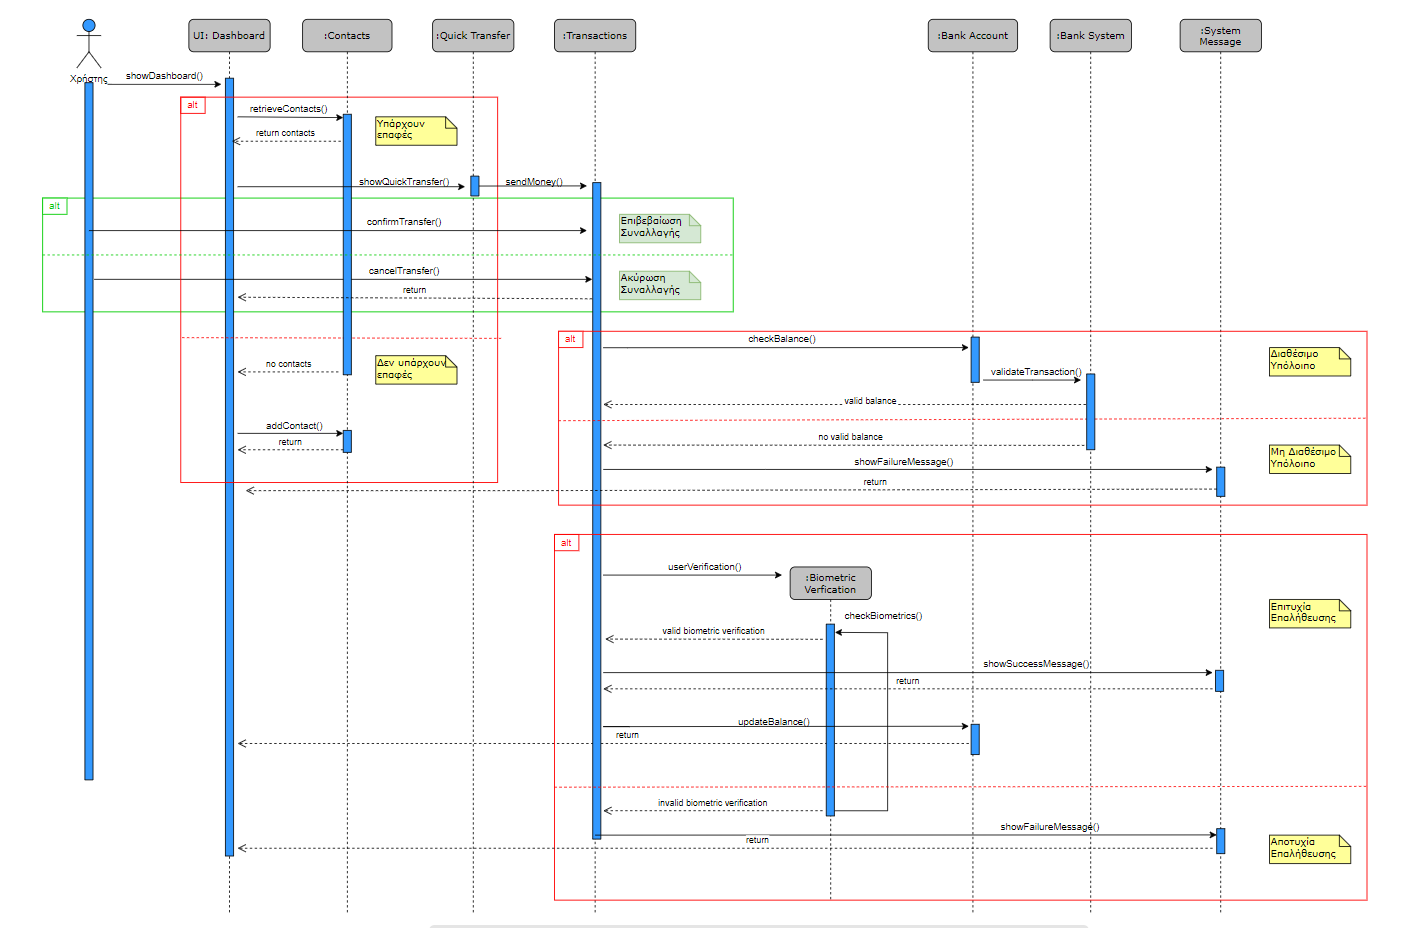 UI: Dashboard
:Contacts
:Quick Transfer
:Transactions
:Bank Account
:Bank System
:System
Message
Χρήστης
showDashboard()
alt
retrieveContacts()
Υπάρχουν
επαφές
return contacts
showQuickTransfer()
sendMoney()
alt
confirmTransfer()
Επιβεβαίωση
Συναλλαγής
cancelTransfer()
Ακύρωση
Συναλλαγής
return
alt
checkBalance()
Διαθέσιμο
Υπόλοιπο
no contacts
Δεν υπάρχουν
επαφές
validateTransaction()
valid balance
addContact()
return
no valid balance
Μη Διαθέσιμο
Υπόλοιπο
showFailureMessage()
return
alt
userVerification()
:Biometric
Verfication
checkBiometrics()
Επιτυχία
Επαλήθευσης
valid biometric verification
showSuccessMessage()
return
updateBalance()
return
invalid biometric verification
showFailureMessage()
return
Αποτυχία
Επαλήθευσης